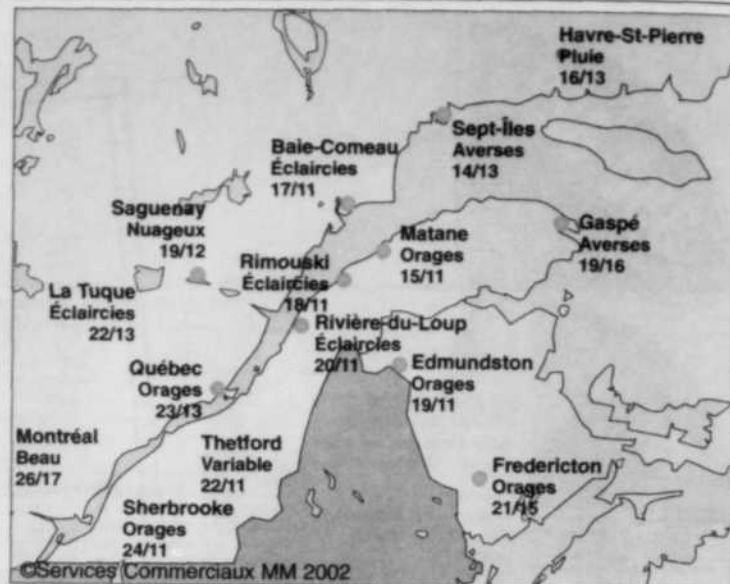 Havre-St-Pierre
Pluie
16/13
Sept-Îles
Averses
14/13
Baie-Comeau
Éclaircies
17/11
Saguenay
Nuageux
19/12
Gaspé
Averses
19/16
Matane
Orages
15/11
Rimouski
Éclaircies
18/11
La Tuque
Éclaircies
22/13
Rivière-du-Loup
Éclaircies
20/11
Québec
Orages
23/13
Edmundston
Orages
19/11
Montréal
Beau
26/17
Thetford
Variable
22/11
Fredericton
Orages
21/15
Sherbrooke
Orages
24/11
©Services Commerciaux MM 2002